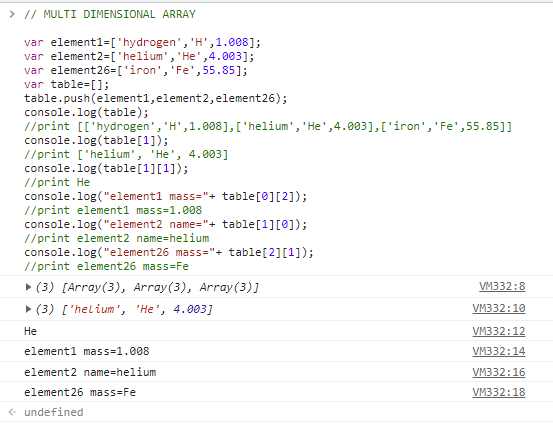 // MULTI DIMENSIONAL ARRAY
var element1=['hydrogen','H',1.008];
var element2=['helium','He',4.003];
var element26=['iron','Fe',55.85];
var table=[];
table.push(element1,element2,element26);
console.log(table);
//print [['hydrogen','H',1.008],['helium','He',4.003],['iron','Fe',55.85]]
console.log(table[1]);
//print ['helium', 'He', 4.003]
console.log(table[1][1]);
//print He
console.log("element1 mass="+ table[0][2]);
//print element1 mass=1.008
console.log("element2 name="+ table[1][0]);
//print element2 name=helium
console.log("element26 mass="+ table[2][1]);
//print element26 mass=Fe
(3) [Array(3), Array(3), Array(3)] VM332:8
(3) ['helium', 'He', 4.003] VM332:10
He VM332:12
element1 mass=1.008 VM332:14
element2 name=helium VM332:16
element26 mass=Fe VM332:18
undefined